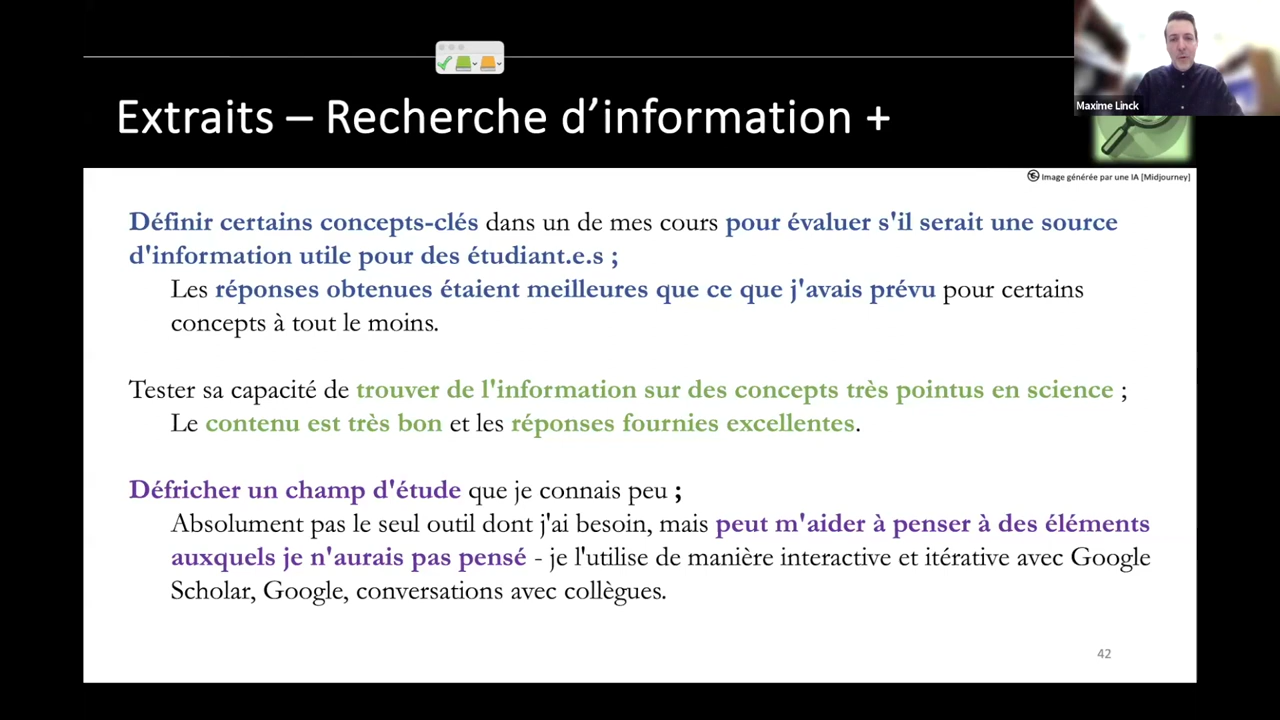 Maxime Linck
Extraits – Recherche d’information +
Image générée par une IA [Midjourney]
Définir certains concepts-clés dans un de mes cours pour évaluer s'il serait une source
d'information utile pour des étudiant.e.s ;
Les réponses obtenues étaient meilleures que ce que j'avais prévu pour certains
concepts à tout le moins.
Tester sa capacité de trouver de l'information sur des concepts très pointus en science ;
Le contenu est très bon et les réponses fournies excellentes.
Défricher un champ d'étude que je connais peu ;
Absolument pas le seul outil dont j'ai besoin, mais peut m'aider à penser à des éléments
auxquels je n'aurais pas pensé - je l'utilise de manière interactive et itérative avec Google
Scholar, Google, conversations avec collègues.
42